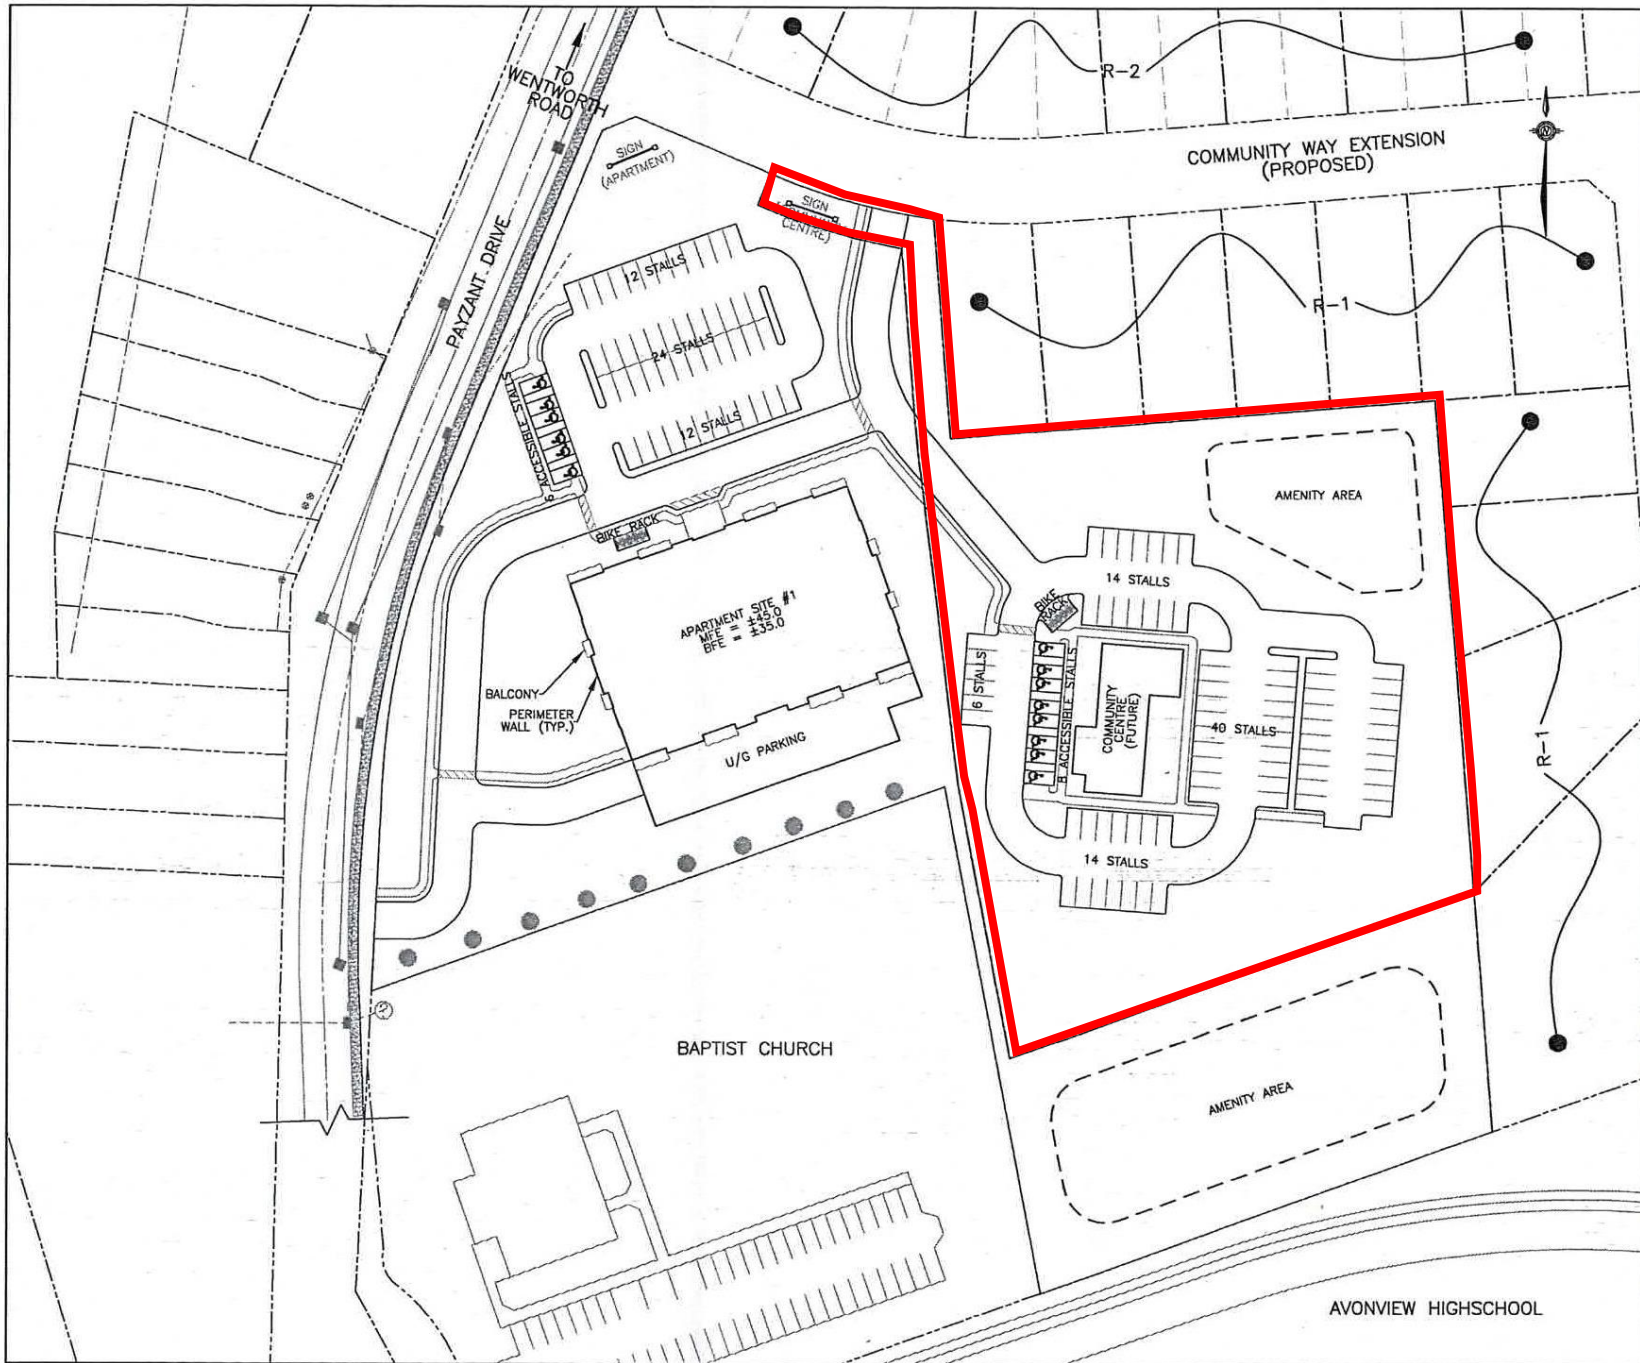 TO
WENTWORTH
ROAD
SIGN
(APARTMENT)
SIGN
(COMMUNITY
CENTRE)
R-2
COMMUNITY WAY EXTENSION
(PROPOSED)
N
PAYZANT DRIVE
12 STALLS
24 STALLS
12 STALLS
6 ACCESSIBLE STALLS
R-1
AMENITY AREA
BIKE RACK
APARTMENT SITE #1
MFE = ±45.0
BFE = ±35.0
BALCONY
PERIMETER
WALL (TYP.)
U/G PARKING
14 STALLS
BIKE
RACK
6 STALLS
8 ACCESSIBLE STALLS
COMMUNITY
CENTRE
(FUTURE)
40 STALLS
14 STALLS
R-1
BAPTIST CHURCH
AMENITY AREA
AVONVIEW HIGHSCHOOL